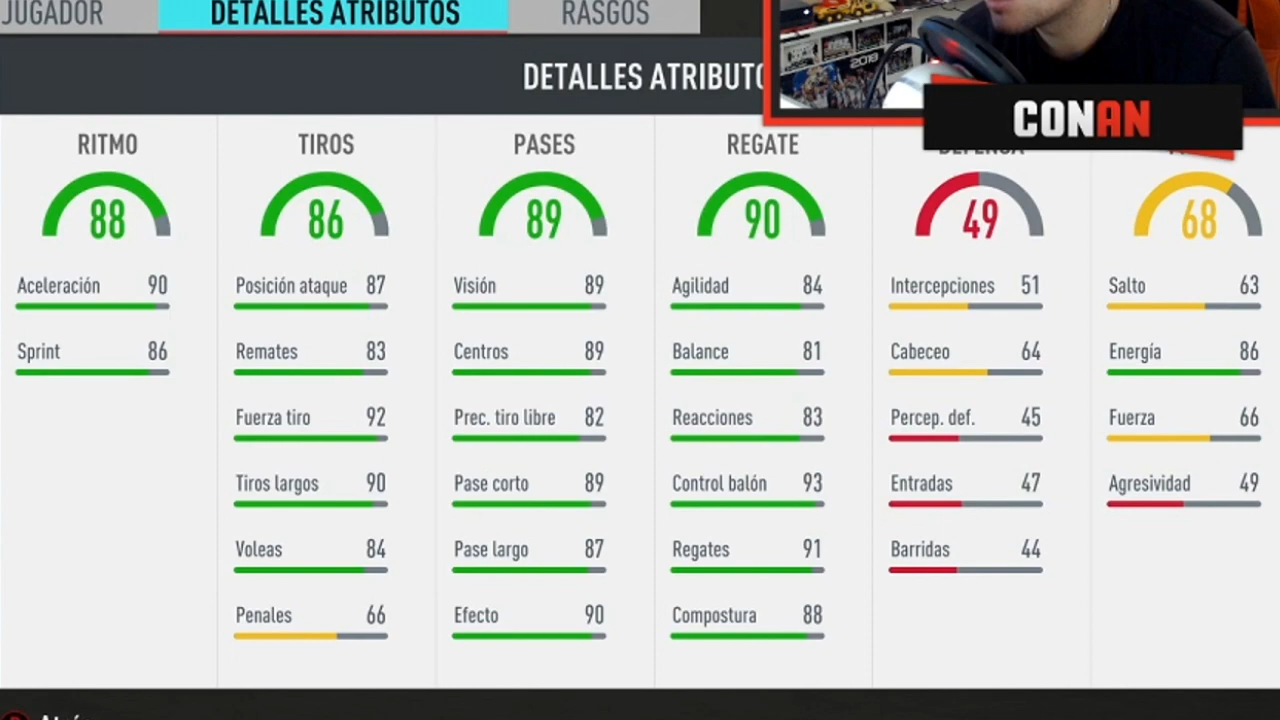 JUGADOR DETALLES ATRIBUTOS RASGOS
DETALLES ATRIBUTO
2018
CONAN
RITMO TIROS PASES REGATE DEFENSA
88 86 89 90 49 68
Aceleración 90 Posición ataque 87 Visión 89 Agilidad 84 Intercepciones 51 Salto 63
Sprint 86 Remates 83 Centros 89 Balance 81 Cabeceo 64 Energía 86
Fuerza tiro 92 Prec. tiro libre 82 Reacciones 83 Percep. def. 45 Fuerza 66
Tiros largos 90 Pase corto 89 Control balón 93 Entradas 47 Agresividad 49
Voleas 84 Pase largo 87 Regates 91 Barridas 44
Penales 66 Efecto 90 Compostura 88